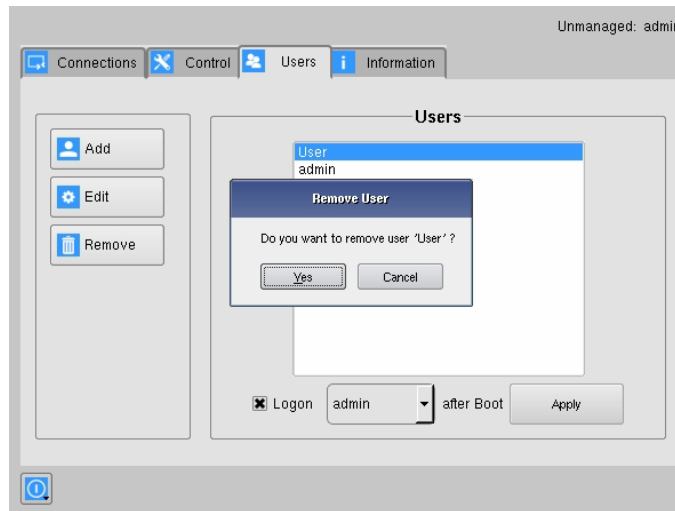 Unmanaged: admin
Connections
Control
Users
Information
Add
Edit
Remove
Users
User
admin
Remove User
Do you want to remove user 'User' ?
Yes
Cancel
Logon
admin
after Boot
Apply